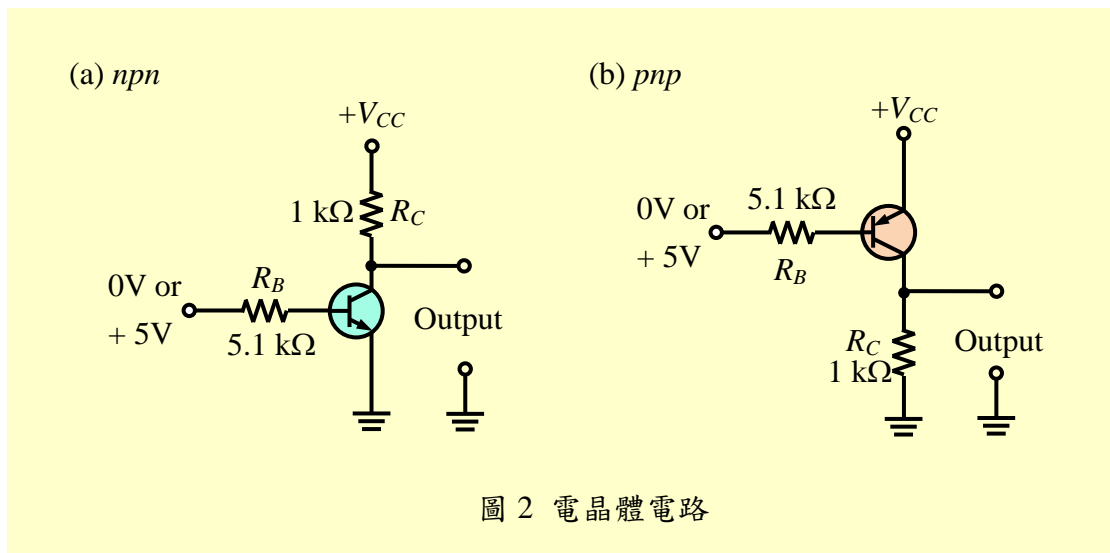 (a) npn
+VCC
1 kΩ RC
0V or
+ 5V
RB
5.1 kΩ
Output
(b) pnp
+VCC
0V or
+ 5V
5.1 kΩ
RB
RC
1 kΩ
Output
圖 2 電晶體電路